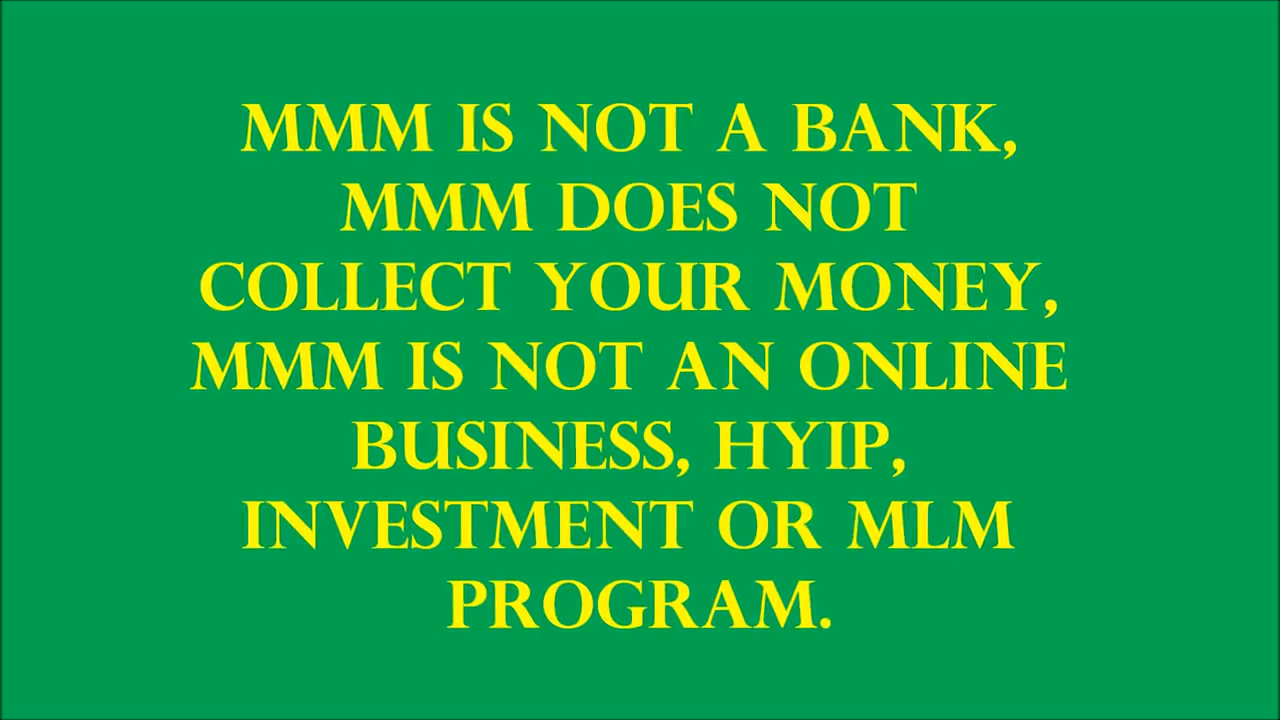 MMM IS NOT A BANK,
MMM DOES NOT
COLLECT YOUR MONEY,
MMM IS NOT AN ONLINE
BUSINESS, HYIP,
INVESTMENT OR MLM
PROGRAM.